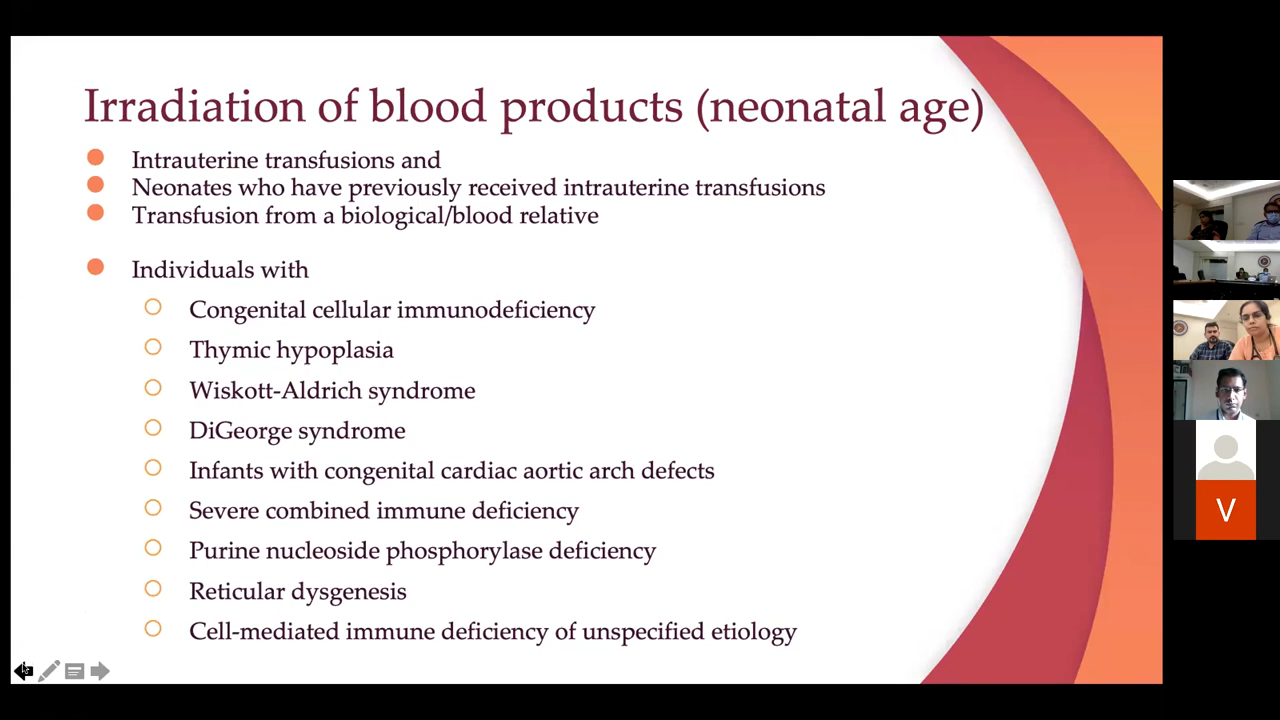 Irradiation of blood products (neonatal age)
Intrauterine transfusions and
Neonates who have previously received intrauterine transfusions
Transfusion from a biological/blood relative
Individuals with
Congenital cellular immunodeficiency
Thymic hypoplasia
Wiskott-Aldrich syndrome
DiGeorge syndrome
Infants with congenital cardiac aortic arch defects
Severe combined immune deficiency
Purine nucleoside phosphorylase deficiency
Reticular dysgenesis
Cell-mediated immune deficiency of unspecified etiology
V